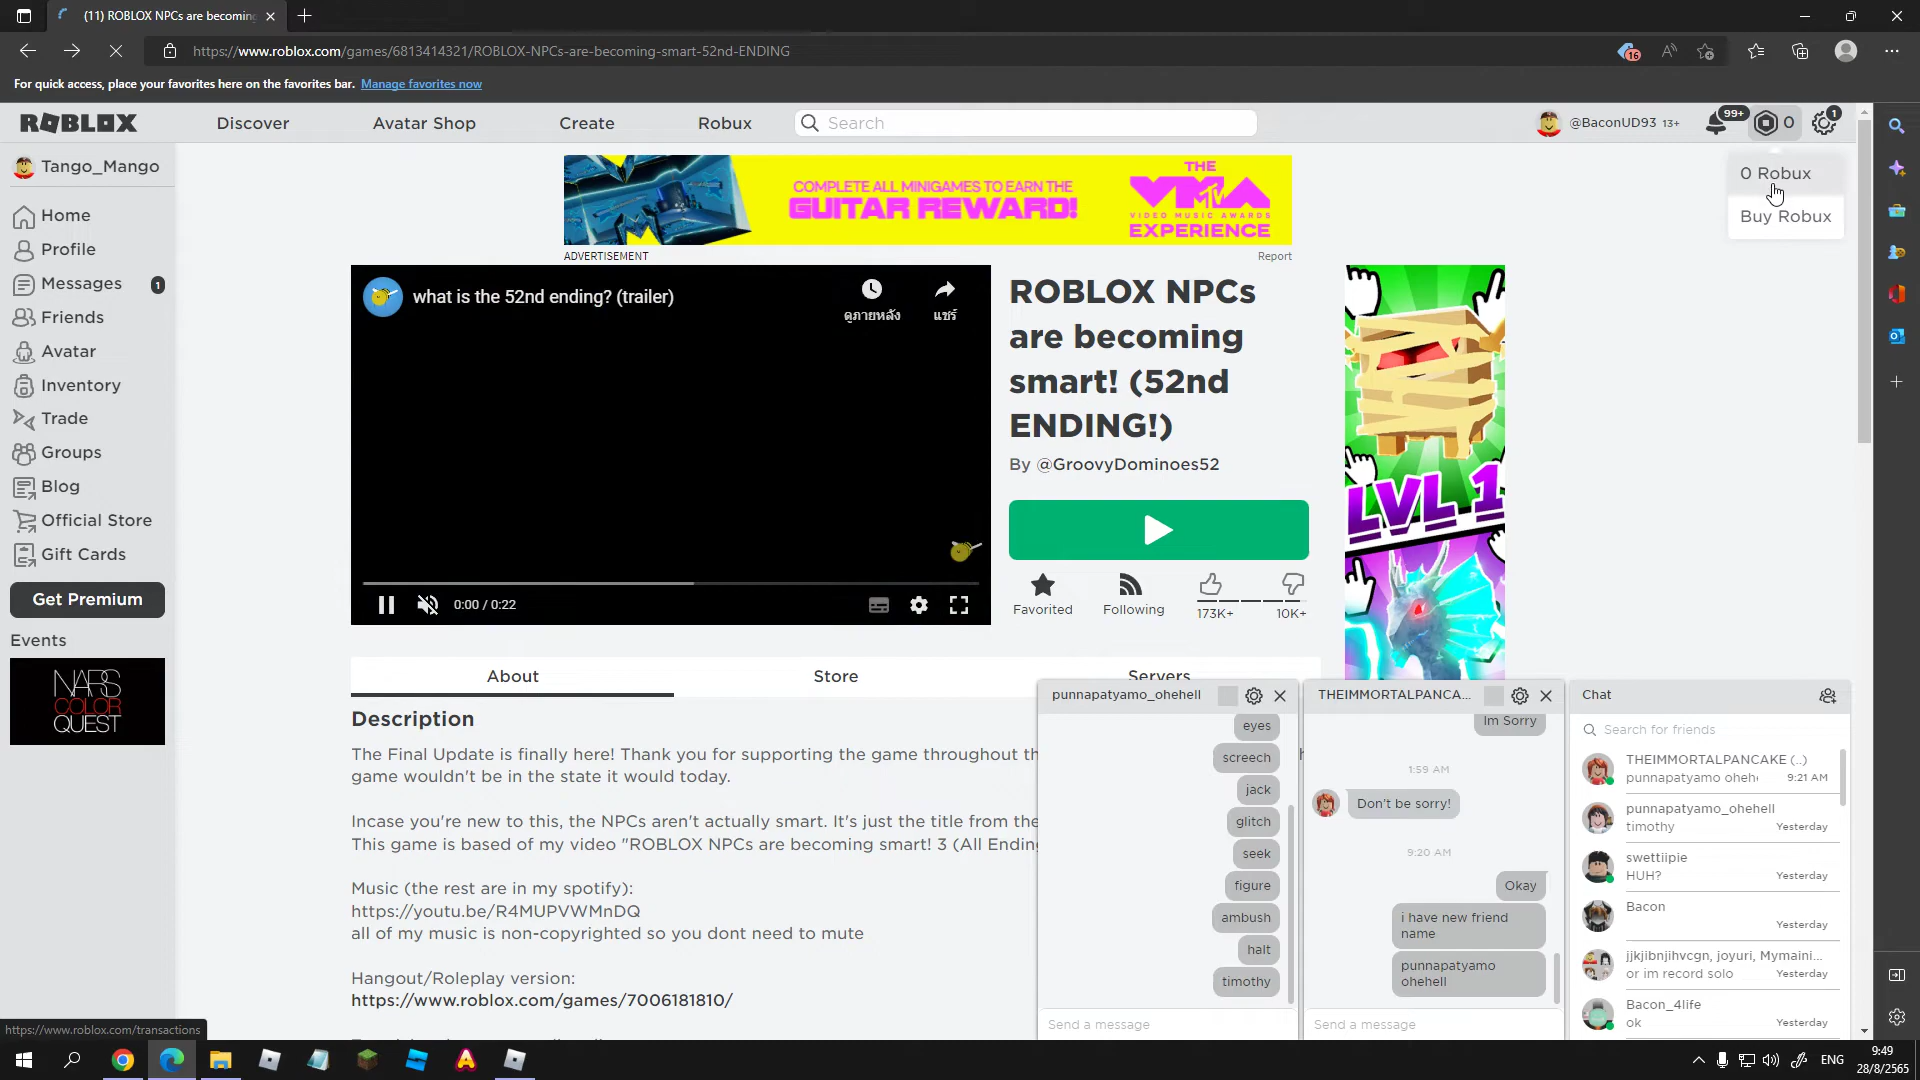 (11) ROBLOX NPCs are becoming
https://www.roblox.com/games/6813414321/ROBLOX-NPCs-are-becoming-smart-52nd-ENDING
16
For quick access, place your favorites here on the favorites bar. Manage favorites now
ROBLOX
Discover
Avatar Shop
Create
Robux
Search
@BaconUD93 13+
99+
0
1
0 Robux
Buy Robux
Tango_Mango
Home
Profile
Messages 1
Friends
Avatar
Inventory
Trade
Groups
Blog
Official Store
Gift Cards
Get Premium
Events
NARS
COLOR
QUEST
COMPLETE ALL MINIGAMES TO EARN THE
GUITAR REWARD!
THE
VMA
VIDEO MUSIC AWARDS
EXPERIENCE
ADVERTISEMENT
Report
what is the 52nd ending? (trailer)
ดูภายหลัง
แชร์
0:00 / 0:22
ROBLOX NPCs
are becoming
smart! (52nd
ENDING!)
By @GroovyDominoes52
Favorited
Following
173K+
10K+
LVL 1
About
Store
Servers
Description
The Final Update is finally here! Thank you for supporting the game throughout
game wouldn't be in the state it would today.
Incase you're new to this, the NPCs aren't actually smart. It's just the title from the
This game is based of my video "ROBLOX NPCs are becoming smart! 3 (All Ending
Music (the rest are in my spotify):
https://youtu.be/R4MUPVWMnDQ
all of my music is non-copyrighted so you dont need to mute
Hangout/Roleplay version:
https://www.roblox.com/games/7006181810/
punnapatyamo_ohehell
eyes
screech
jack
glitch
seek
figure
ambush
halt
timothy
Send a message
THEIMMORTALPANCA...
Im Sorry
1:59 AM
Don't be sorry!
9:20 AM
Okay
i have new friend
name
punnapatyamo
ohehell
Send a message
Chat
Search for friends
THEIMMORTALPANCAKE (..)
punnapatyamo ohehe 9:21 AM
punnapatyamo_ohehell
timothy Yesterday
swettiipie
HUH? Yesterday
Bacon
Yesterday
jjkjibnjihvcgn, joyuri, Mymaini...
or im record solo Yesterday
Bacon_4life
ok Yesterday
https://www.roblox.com/transactions
ENG
9:49
28/8/2565